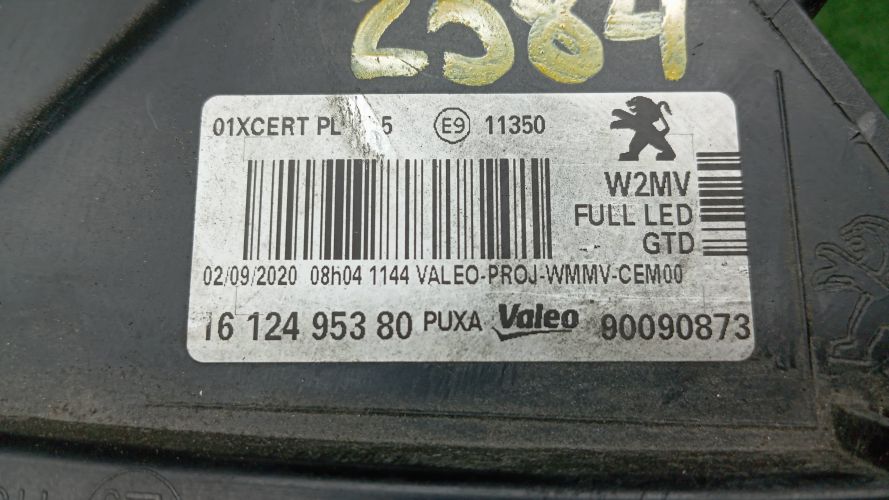 2584
01XCERT PL 5 E9 11350
W2MV
FULL LED
GTD
02/09/2020 08h04 1144 VALEO-PROJ-WMMV-CEM00
16 124 953 80 PUXA Valeo 90090873